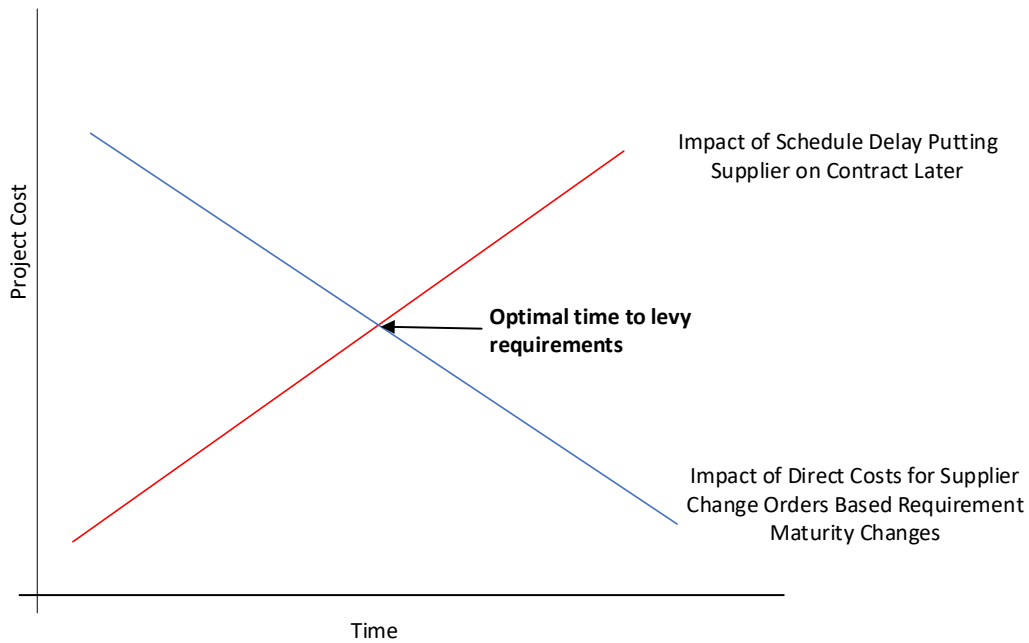 Project Cost
Impact of Schedule Delay Putting
Supplier on Contract Later
Optimal time to levy
requirements
Impact of Direct Costs for Supplier
Change Orders Based Requirement
Maturity Changes
Time